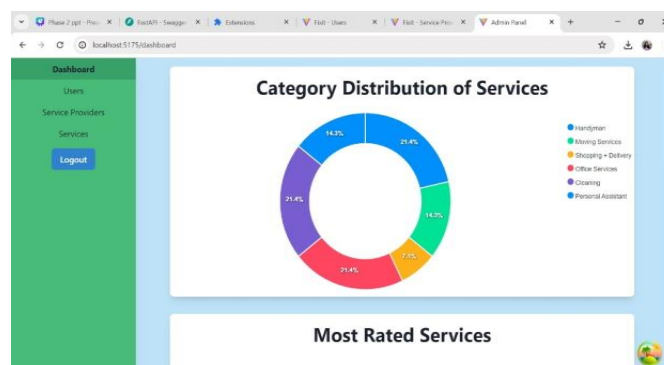 Phase 2 ppt - Pres
FastAPI - Swagger
Extensions
Fixit - Users
Fixit - Service Prov
Admin Panel
localhost:5175/dashboard
Dashboard
Users
Service Providers
Services
Logout
Category Distribution of Services
14.3%
21.4%
21.4%
14.3%
7.1%
21.4%
Handyman
Moving Services
Shopping + Delivery
Office Services
Cleaning
Personal Assistant
Most Rated Services